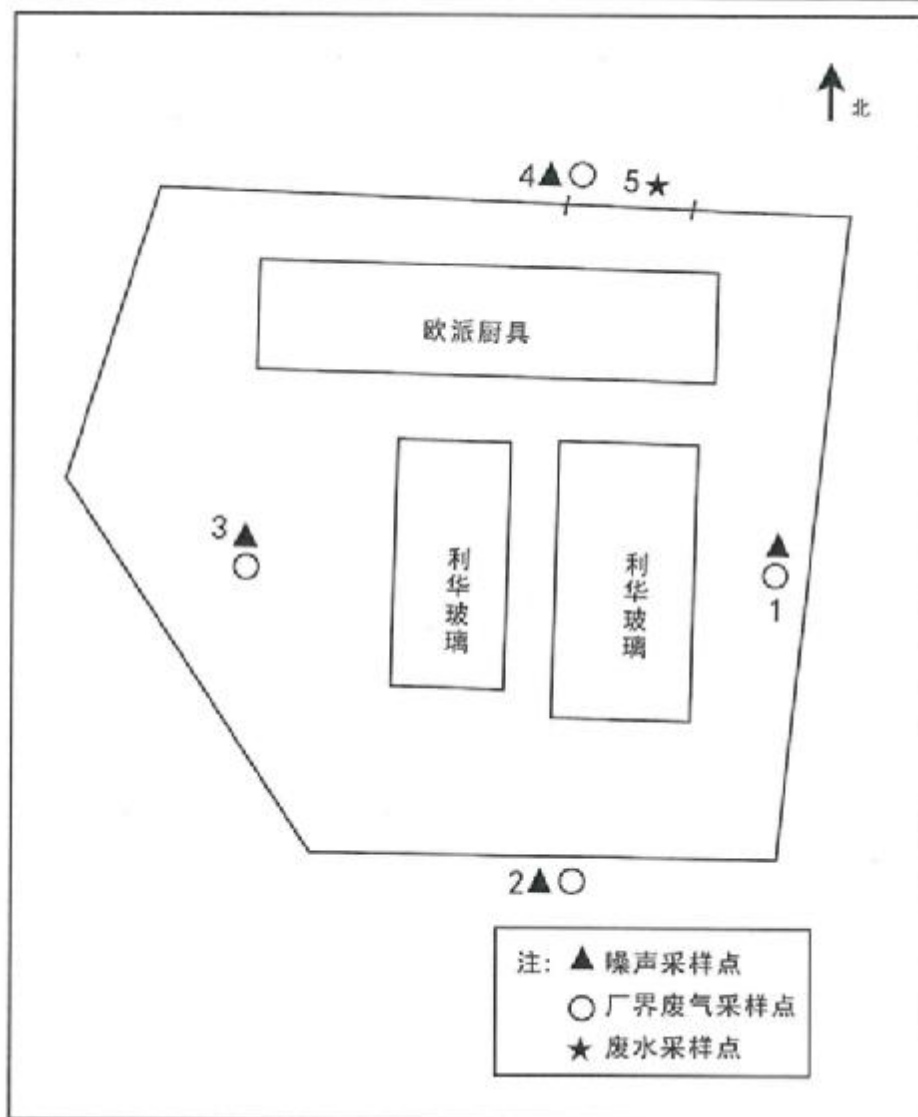 北
4▲○ 5★
欧派厨具
3▲
○
利华玻璃
利华玻璃
▲
○
1
2▲○
注: ▲ 噪声采样点
○ 厂界废气采样点
★ 废水采样点